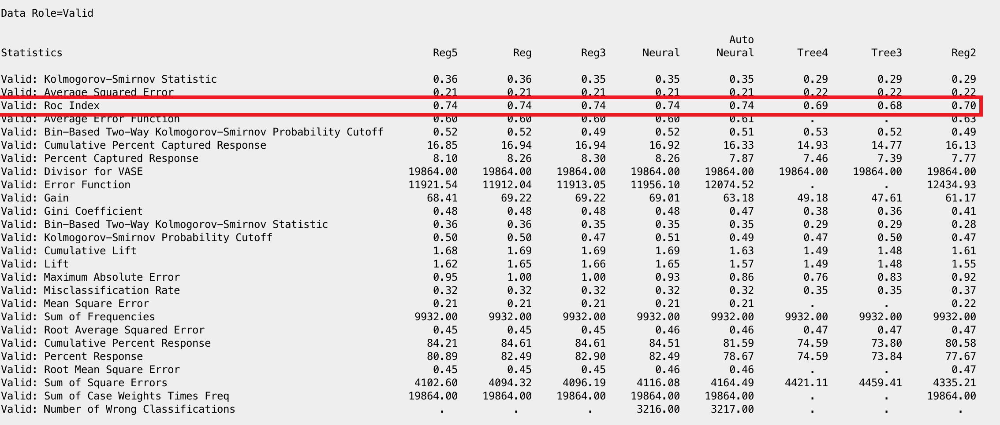 Data Role=Valid
Auto
Statistics Reg5 Reg Reg3 Neural Neural Tree4 Tree3 Reg2
Valid: Kolmogorov-Smirnov Statistic 0.36 0.36 0.35 0.35 0.35 0.29 0.29 0.29
Valid: Average Squared Error 0.21 0.21 0.21 0.21 0.21 0.22 0.22 0.22
Valid: Roc Index 0.74 0.74 0.74 0.74 0.74 0.69 0.68 0.70
Valid: Average Error Function 0.60 0.60 0.60 0.60 0.61 . . 0.63
Valid: Bin-Based Two-Way Kolmogorov-Smirnov Probability Cutoff 0.52 0.52 0.49 0.52 0.51 0.53 0.52 0.49
Valid: Cumulative Percent Captured Response 16.85 16.94 16.94 16.92 16.33 14.93 14.77 16.13
Valid: Percent Captured Response 8.10 8.26 8.30 8.26 7.87 7.46 7.39 7.77
Valid: Divisor for VASE 19864.00 19864.00 19864.00 19864.00 19864.00 19864.00 19864.00 19864.00
Valid: Error Function 11921.54 11912.04 11913.05 11956.10 12074.52 . . 12434.93
Valid: Gain 68.41 69.22 69.22 69.01 63.18 49.18 47.61 61.17
Valid: Gini Coefficient 0.48 0.48 0.48 0.48 0.47 0.38 0.36 0.41
Valid: Bin-Based Two-Way Kolmogorov-Smirnov Statistic 0.36 0.36 0.35 0.35 0.35 0.29 0.29 0.28
Valid: Kolmogorov-Smirnov Probability Cutoff 0.50 0.50 0.47 0.51 0.49 0.47 0.50 0.47
Valid: Cumulative Lift 1.68 1.69 1.69 1.69 1.63 1.49 1.48 1.61
Valid: Lift 1.62 1.65 1.66 1.65 1.57 1.49 1.48 1.55
Valid: Maximum Absolute Error 0.95 1.00 1.00 0.93 0.86 0.76 0.83 0.92
Valid: Misclassification Rate 0.32 0.32 0.32 0.32 0.32 0.35 0.35 0.37
Valid: Mean Square Error 0.21 0.21 0.21 0.21 0.21 . . 0.22
Valid: Sum of Frequencies 9932.00 9932.00 9932.00 9932.00 9932.00 9932.00 9932.00 9932.00
Valid: Root Average Squared Error 0.45 0.45 0.45 0.46 0.46 0.47 0.47 0.47
Valid: Cumulative Percent Response 84.21 84.61 84.61 84.51 81.59 74.59 73.80 80.58
Valid: Percent Response 80.89 82.49 82.90 82.49 78.67 74.59 73.84 77.67
Valid: Root Mean Square Error 0.45 0.45 0.45 0.46 0.46 . . 0.47
Valid: Sum of Square Errors 4102.60 4094.32 4096.19 4116.08 4164.49 4421.11 4459.41 4335.21
Valid: Sum of Case Weights Times Freq 19864.00 19864.00 19864.00 19864.00 19864.00 . . 19864.00
Valid: Number of Wrong Classifications . . . 3216.00 3217.00 . . .